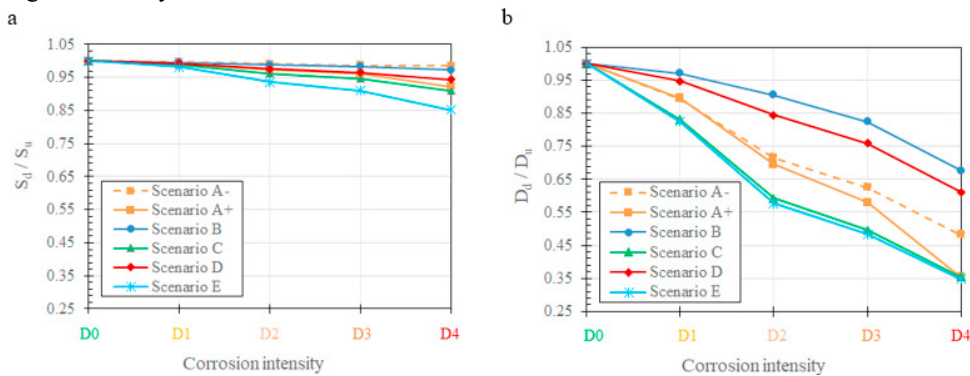 a
b
1.05
0.95
0.85
0.75
0.65
0.55
0.45
0.35
0.25
Sd / Su
Scenario A-
Scenario A+
Scenario B
Scenario C
Scenario D
Scenario E
D0 D1 D2 D3 D4
Corrosion intensity
1.05
0.95
0.85
0.75
0.65
0.55
0.45
0.35
0.25
Dd / Du
Scenario A-
Scenario A+
Scenario B
Scenario C
Scenario D
Scenario E
D0 D1 D2 D3 D4
Corrosion intensity